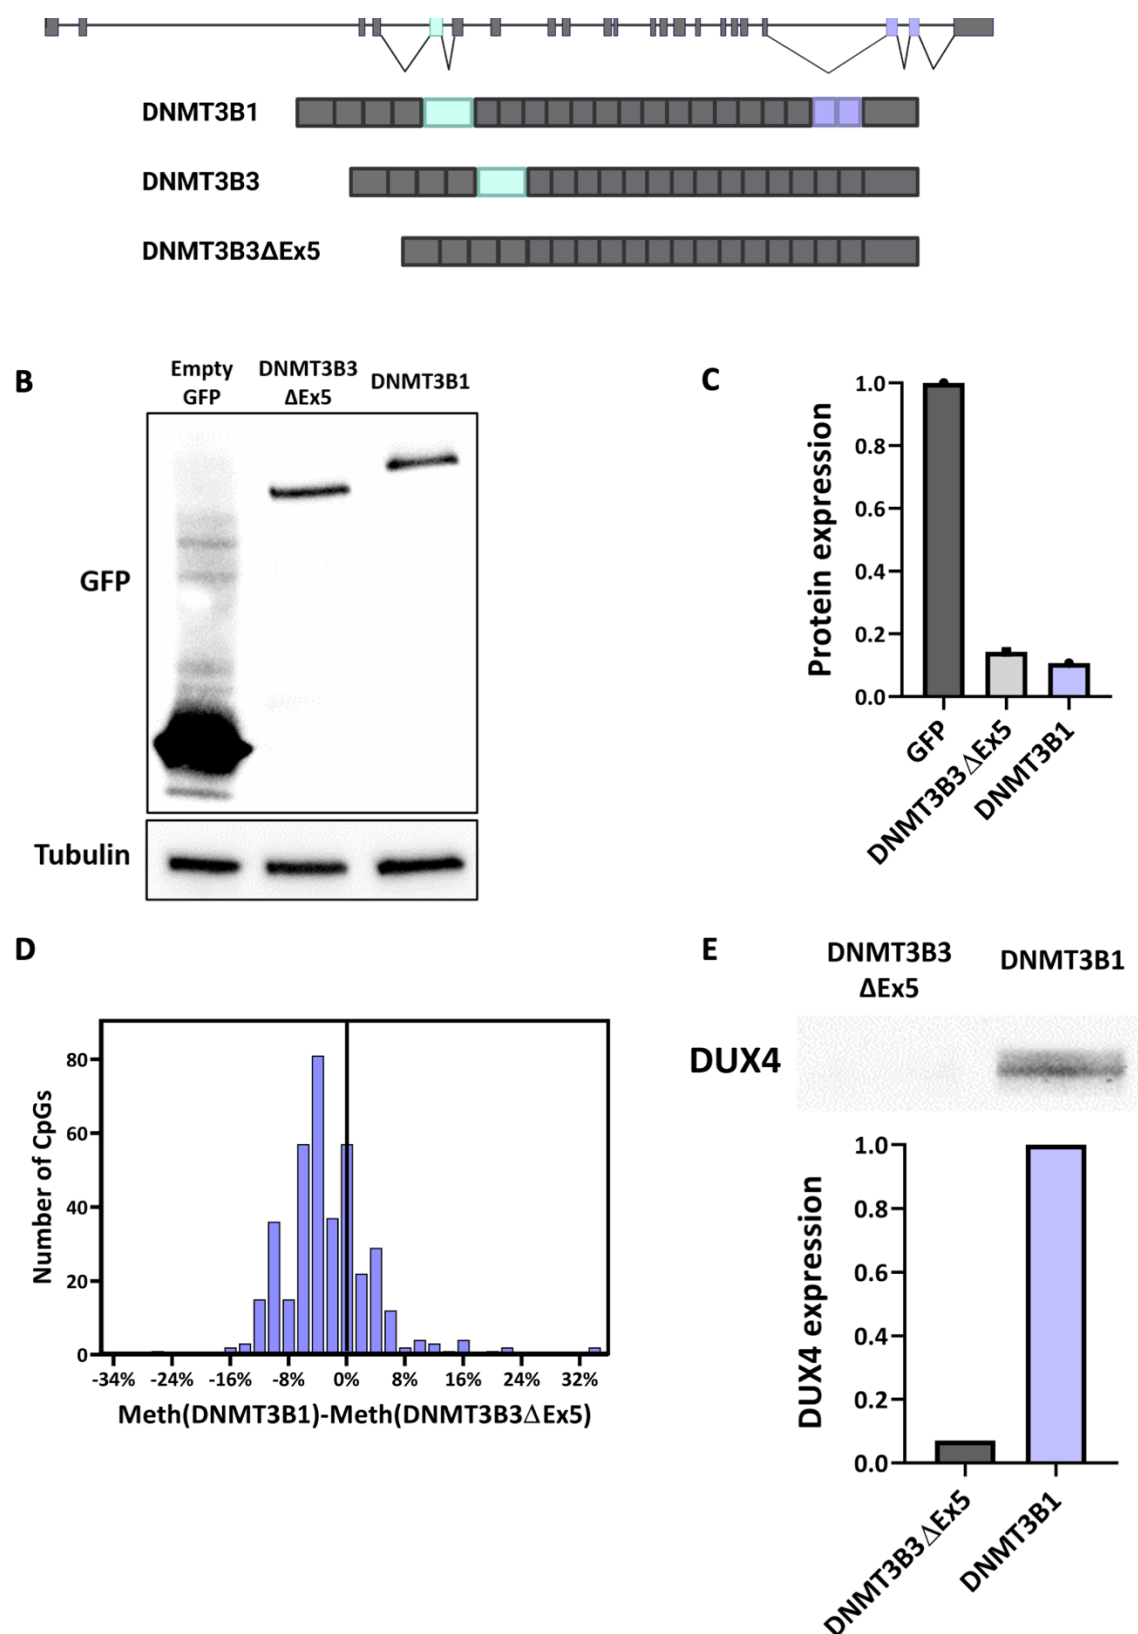 DNMT3B1
DNMT3B3
DNMT3B3ΔEx5
B
Empty
GFP
DNMT3B3
ΔEx5
DNMT3B1
GFP
Tubulin
C
Protein expression
1.0
0.8
0.6
0.4
0.2
0.0
GFP
DNMT3B3ΔEx5
DNMT3B1
D
Number of CpGs
80
60
40
20
0
-34% -24% -16% -8% 0% 8% 16% 24% 32%
Meth(DNMT3B1)-Meth(DNMT3B3ΔEx5)
E
DNMT3B3
ΔEx5
DNMT3B1
DUX4
DUX4 expression
1.0
0.8
0.6
0.4
0.2
0.0
DNMT3B3ΔEx5
DNMT3B1